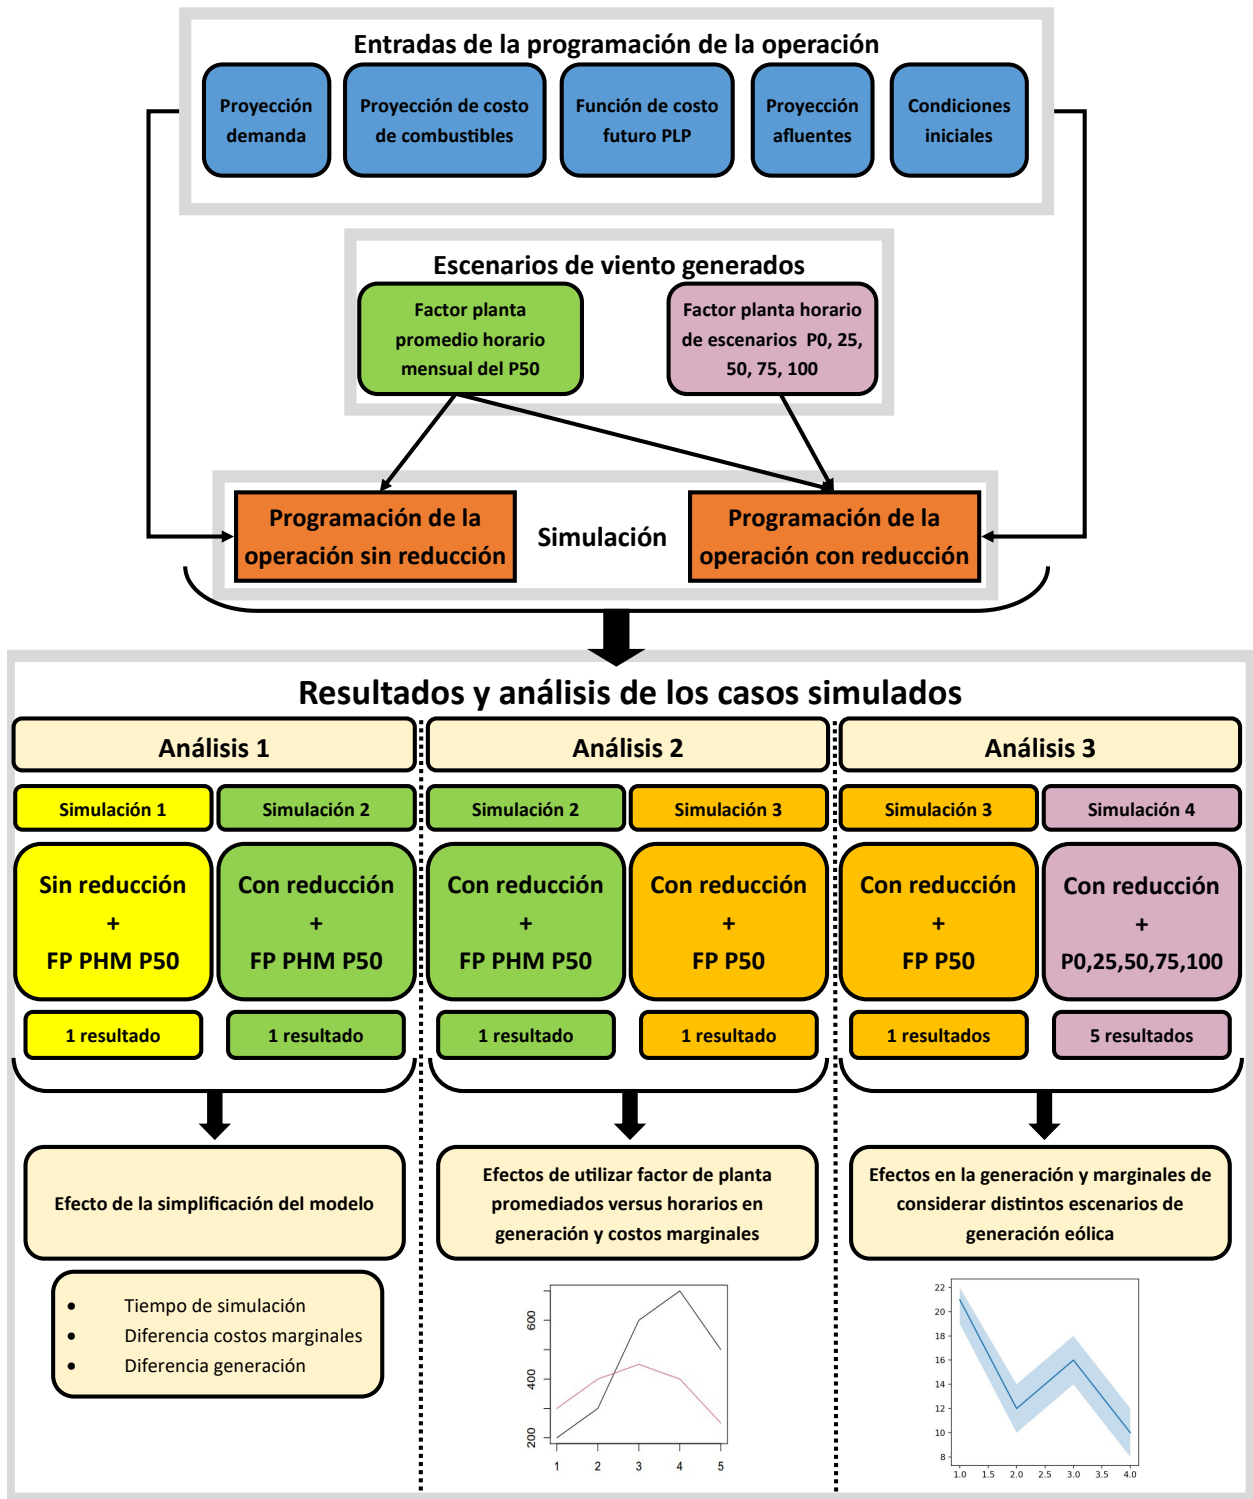 Entradas de la programación de la operación
Proyección
demanda
Proyección de costo
de combustibles
Función de costo
futuro PLP
Proyección
afluentes
Condiciones
iniciales
Escenarios de viento generados
Factor planta
promedio horario
mensual del P50
Factor planta horario
de escenarios P0, 25,
50, 75, 100
Programación de la
operación sin reducción
Simulación
Programación de la
operación con reducción
Resultados y análisis de los casos simulados
Análisis 1
Análisis 2
Análisis 3
Simulación 1
Simulación 2
Simulación 2
Simulación 3
Simulación 3
Simulación 4
Sin reducción
+
FP PHM P50
Con reducción
+
FP PHM P50
Con reducción
+
FP PHM P50
Con reducción
+
FP P50
Con reducción
+
FP P50
Con reducción
+
P0,25,50,75,100
1 resultado
1 resultado
1 resultado
1 resultado
1 resultados
5 resultados
Efecto de la simplificación del modelo
Efectos de utilizar factor de planta
promediados versus horarios en
generación y costos marginales
Efectos en la generación y marginales de
considerar distintos escenarios de
generación eólica
• Tiempo de simulación
• Diferencia costos marginales
• Diferencia generación
600
400
200
1 2 3 4 5
22
20
18
16
14
12
10
8
1.0 1.5 2.0 2.5 3.0 3.5 4.0